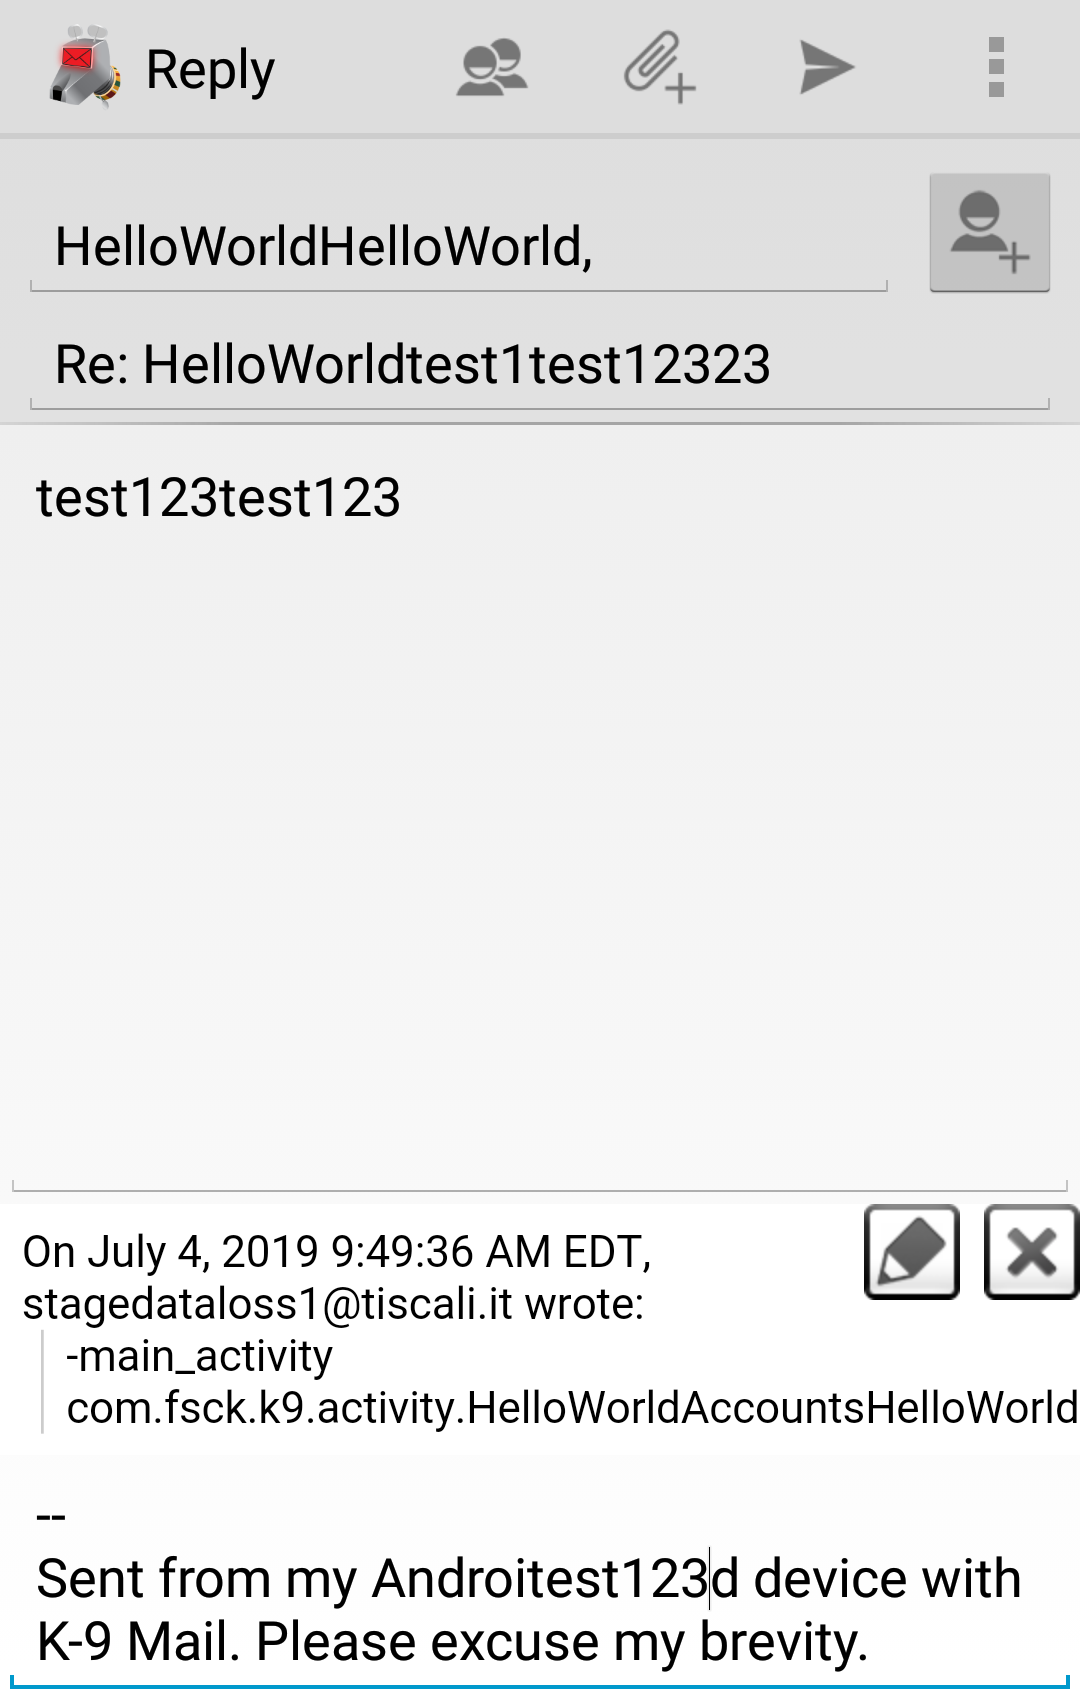 Reply
HelloWorldHelloWorld,
Re: HelloWorldtest1test12323
test123test123
On July 4, 2019 9:49:36 AM EDT,
stagedataloss1@tiscali.it wrote:
-main_activity
com.fsck.k9.activity.HelloWorldAccountsHelloWorld
--
Sent from my Androitest123d device with
K-9 Mail. Please excuse my brevity.